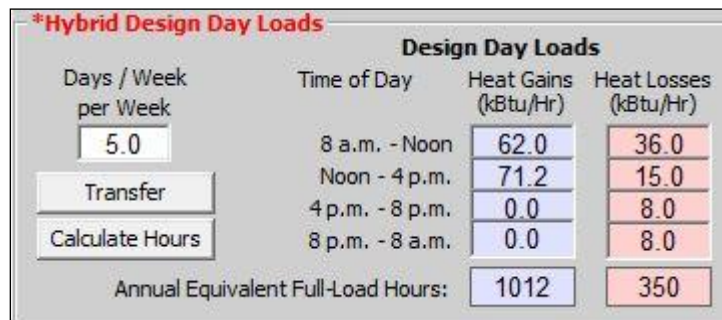 *Hybrid Design Day Loads
Design Day Loads
Days / Week
per Week
Time of Day Heat Gains Heat Losses
(kBtu/Hr) (kBtu/Hr)
5.0
8 a.m. - Noon 62.0 36.0
Noon - 4 p.m. 71.2 15.0
Transfer
4 p.m. - 8 p.m. 0.0 8.0
Calculate Hours
8 p.m. - 8 a.m. 0.0 8.0
Annual Equivalent Full-Load Hours: 1012 350